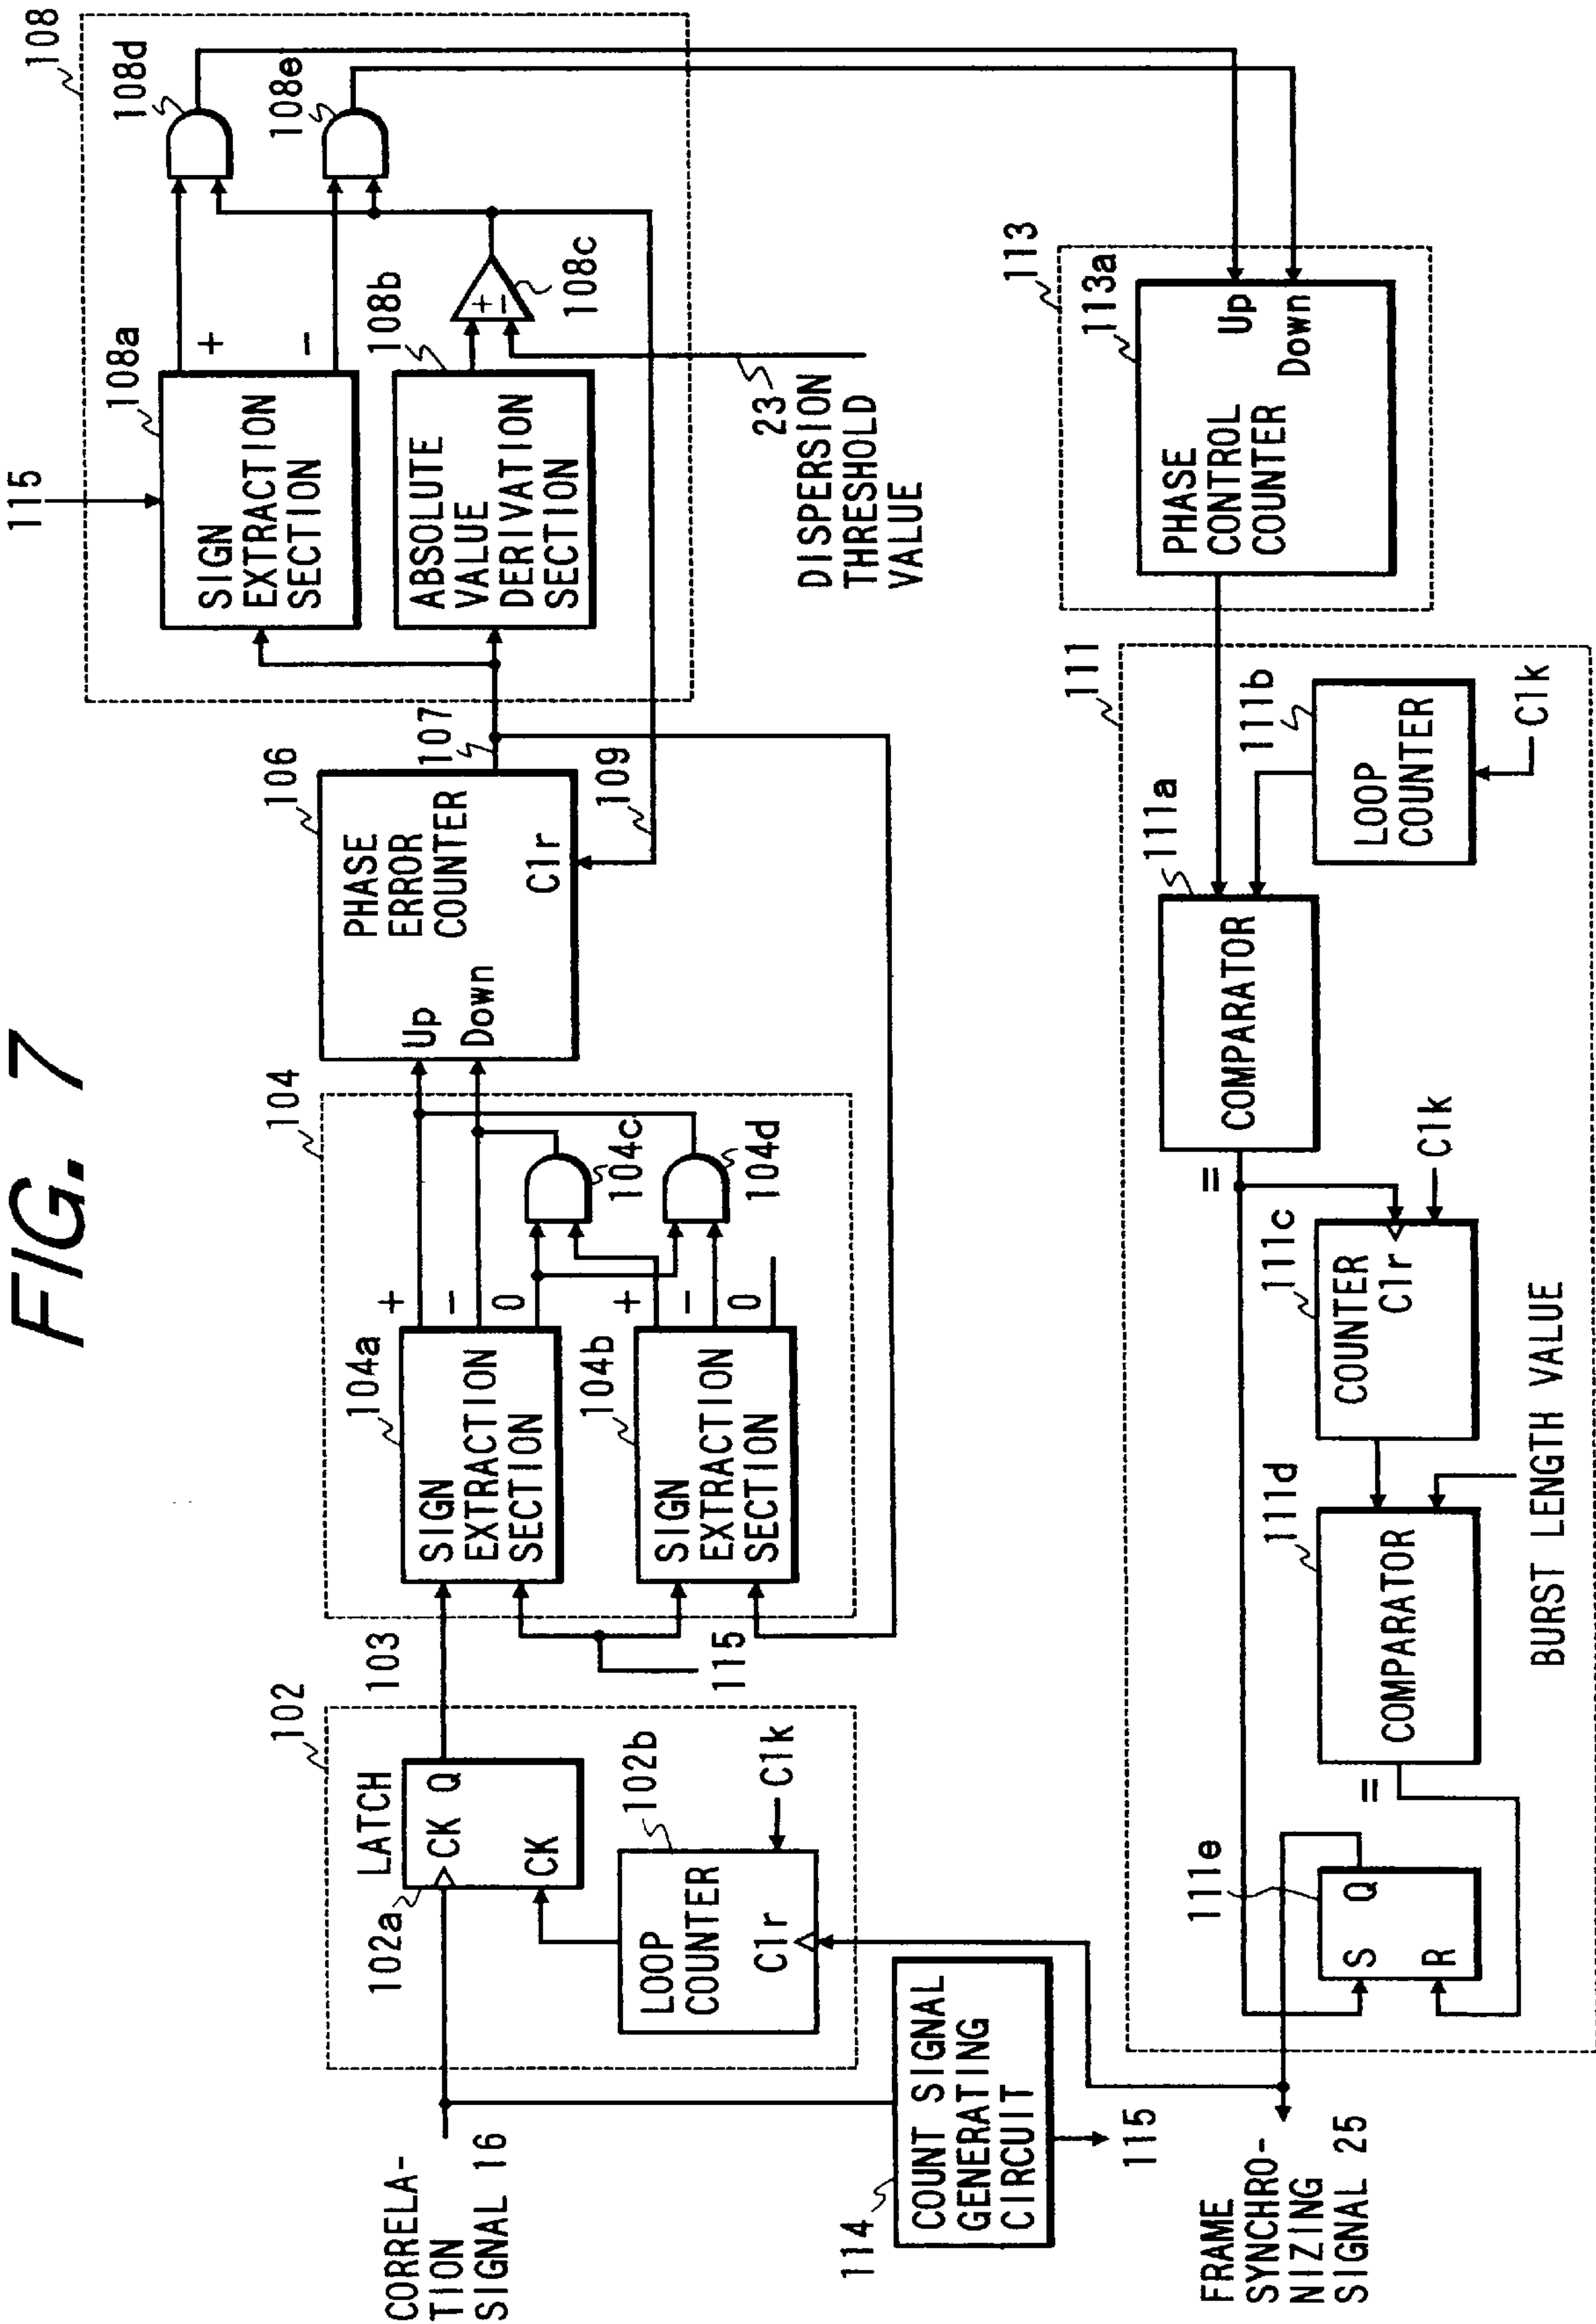 FIG. 7
CORRELA-
TION
SIGNAL 16
102
102a
LATCH
CK Q
CK
102b
LOOP
COUNTER
Clr
Clk
103
114
COUNT SIGNAL
GENERATING
CIRCUIT
115
115
104
104a
SIGN
EXTRACTION
SECTION
+
−
0
104b
SIGN
EXTRACTION
SECTION
+
−
0
104c
104d
106
PHASE
ERROR
COUNTER
Up
Down
Clr
107
109
108
115
108a
SIGN
EXTRACTION
SECTION
+
−
108b
ABSOLUTE
VALUE
DERIVATION
SECTION
+
−
108c
108d
108e
23
DISPERSION
THRESHOLD
VALUE
FRAME
SYNCHRO-
NIZING
SIGNAL 25
111
111e
S Q
R
=
111d
COMPARATOR
BURST LENGTH VALUE
111c
COUNTER
Clr
Clk
=
111a
COMPARATOR
111b
LOOP
COUNTER
Clk
113
113a
PHASE
CONTROL
COUNTER
Up
Down